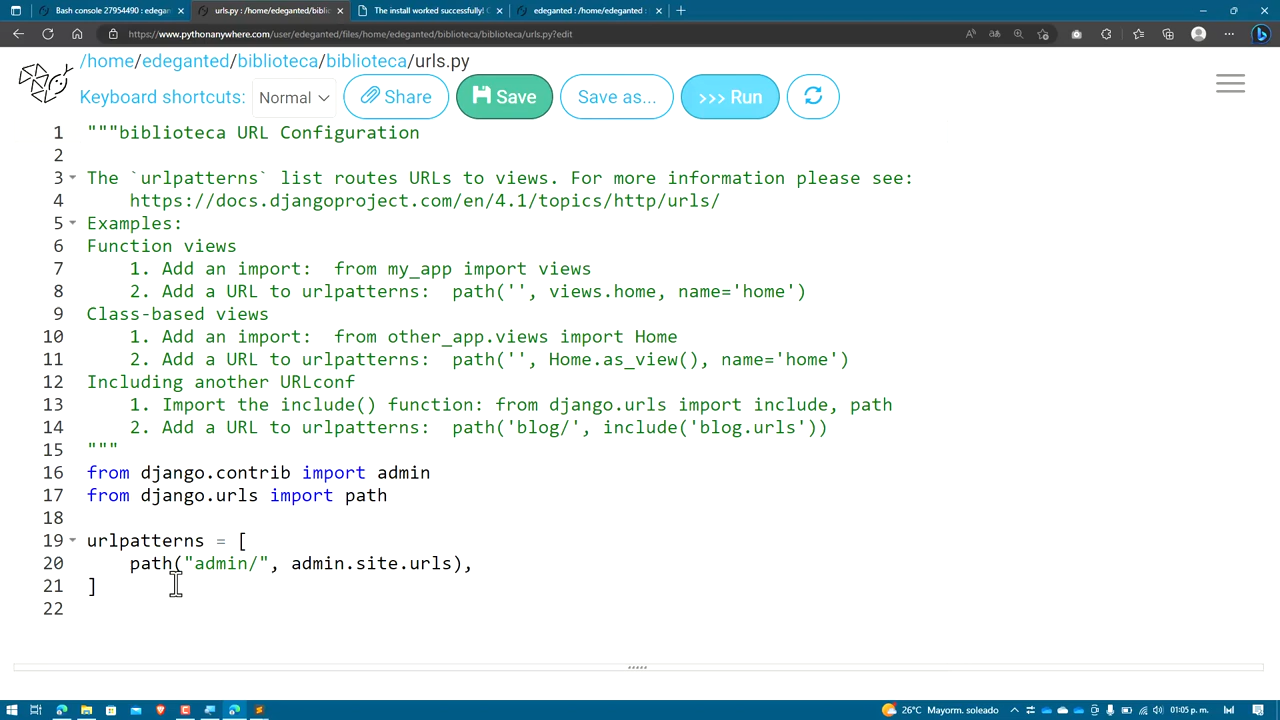 Bash console 27954490 : edegan
urls.py : /home/edeganted/biblio
The install worked successfully! C
edeganted : /home/edeganted :
https://www.pythonanywhere.com/user/edeganted/files/home/edeganted/biblioteca/biblioteca/urls.py?edit
/home/edeganted/biblioteca/biblioteca/urls.py
Keyboard shortcuts: Normal Share Save Save as... >>> Run
1 """biblioteca URL Configuration
2
3 The `urlpatterns` list routes URLs to views. For more information please see:
4 https://docs.djangoproject.com/en/4.1/topics/http/urls/
5 Examples:
6 Function views
7 1. Add an import:  from my_app import views
8 2. Add a URL to urlpatterns:  path('', views.home, name='home')
9 Class-based views
10 1. Add an import:  from other_app.views import Home
11 2. Add a URL to urlpatterns:  path('', Home.as_view(), name='home')
12 Including another URLconf
13 1. Import the include() function: from django.urls import include, path
14 2. Add a URL to urlpatterns:  path('blog/', include('blog.urls'))
15 """
16 from django.contrib import admin
17 from django.urls import path
18
19 urlpatterns = [
20 path("admin/", admin.site.urls),
21 ]
22
26°C Mayorm. soleado 01:05 p. m.